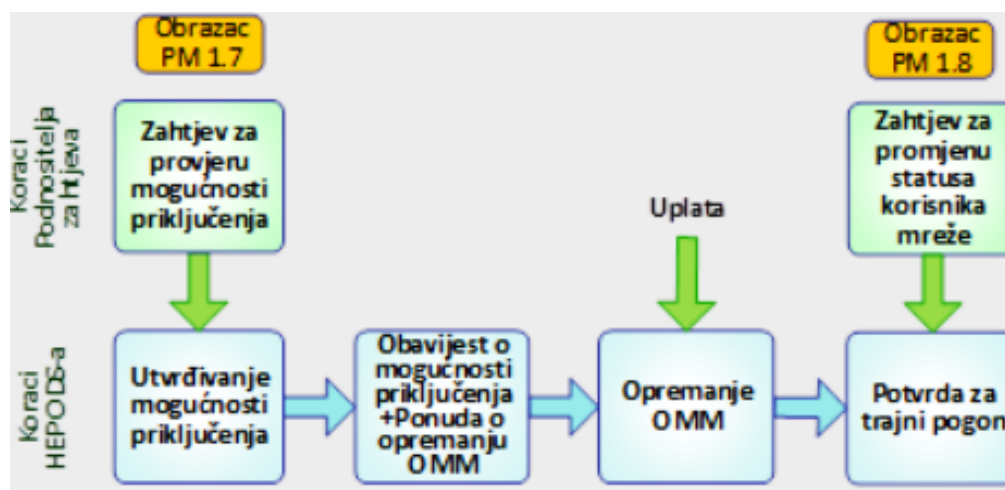 Obrazac
PM 1.7
Obrazac
PM 1.8
Koraci
Podnositelja
zahtjeva
Zahtjev za
provjeru
mogućnosti
priključenja
Uplata
Zahtjev za
promjenu
statusa
korisnika
mreže
Koraci
HEP ODS-a
Utvrđivanje
mogućnosti
priključenja
Obavijest o
mogućnosti
priključenja
+Ponuda o
opremanju
OMM
Opremanje
OMM
Potvrda za
trajni pogon